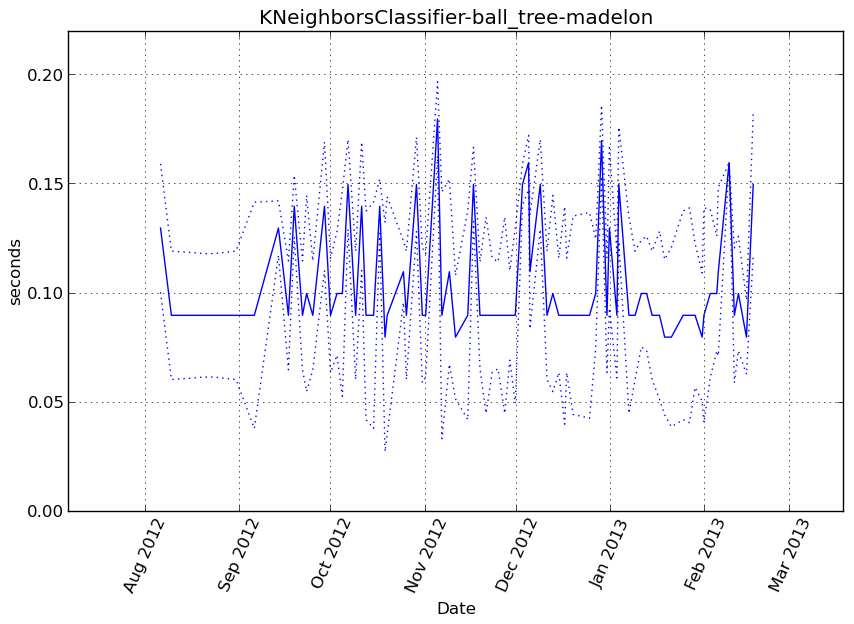 KNeighborsClassifier-ball_tree-madelon
seconds
0.20
0.15
0.10
0.05
0.00
Aug 2012
Sep 2012
Oct 2012
Nov 2012
Dec 2012
Jan 2013
Feb 2013
Mar 2013
Date